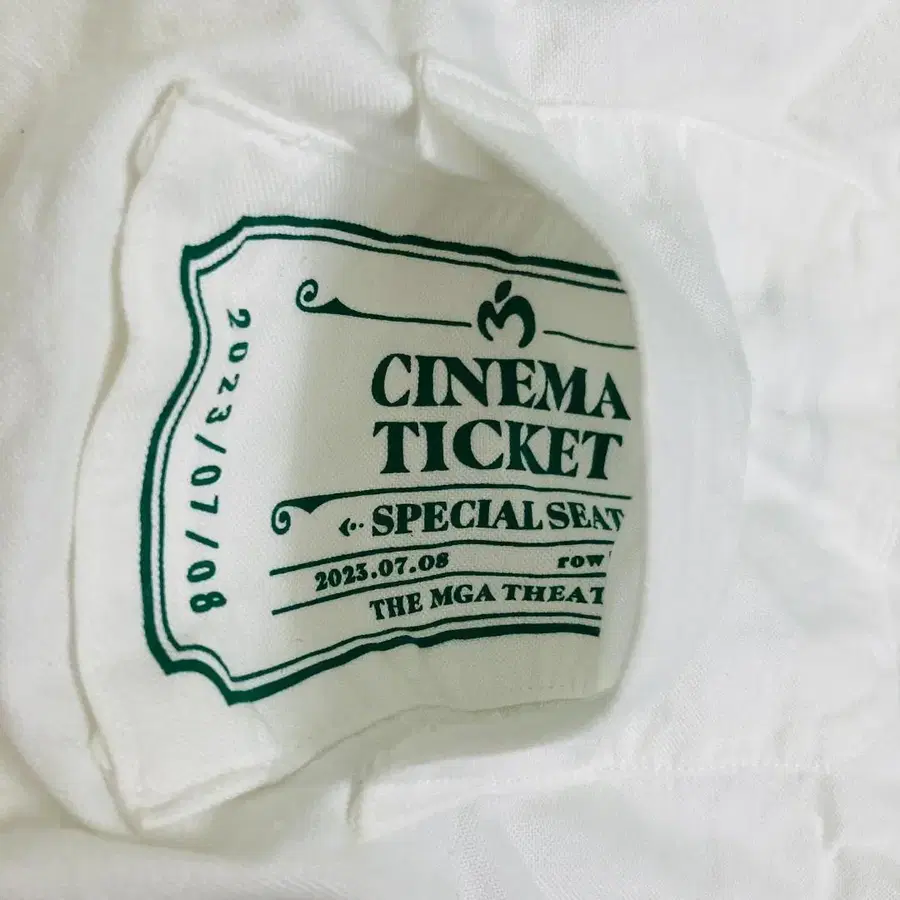 2023/07/08
CINEMA
TICKET
SPECIAL SEAT
2023.07.08 row
THE MGA THEAT